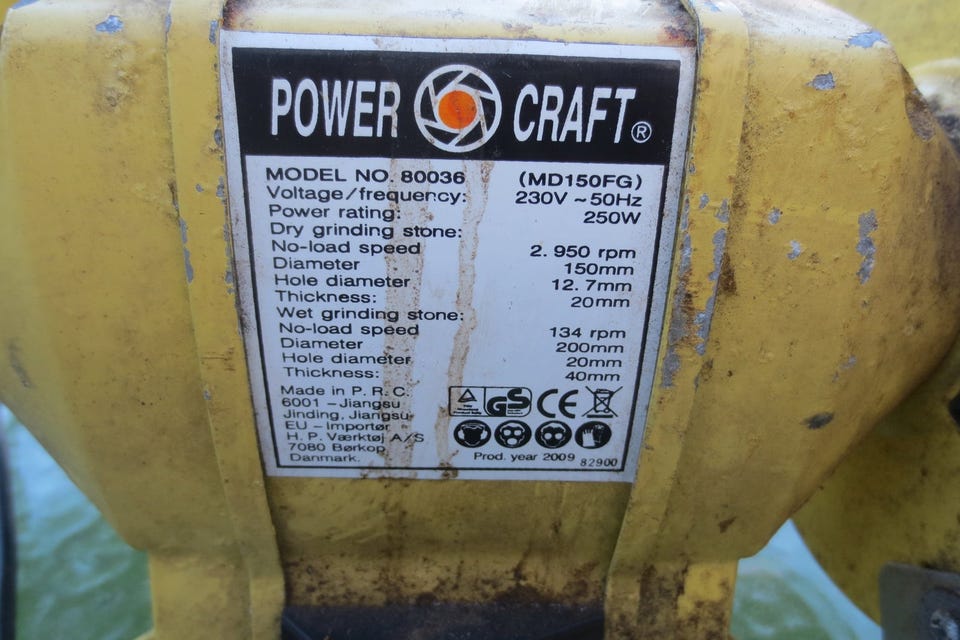 POWER CRAFT®
MODEL NO. 80036 (MD150FG)
Voltage/frequency: 230V ~ 50Hz
Power rating: 250W
Dry grinding stone:
No-load speed 2. 950 rpm
Diameter 150mm
Hole diameter 12. 7mm
Thickness: 20mm
Wet grinding stone:
No-load speed 134 rpm
Diameter 200mm
Hole diameter 20mm
Thickness: 40mm
Made in P. R. C.
6001 - Jiangsu
Jinding, Jiangsu
EU - Importør
H. P. Værktøj A/S
7080 Børkop
Danmark.
GS CE
Prod. year 2009 82900